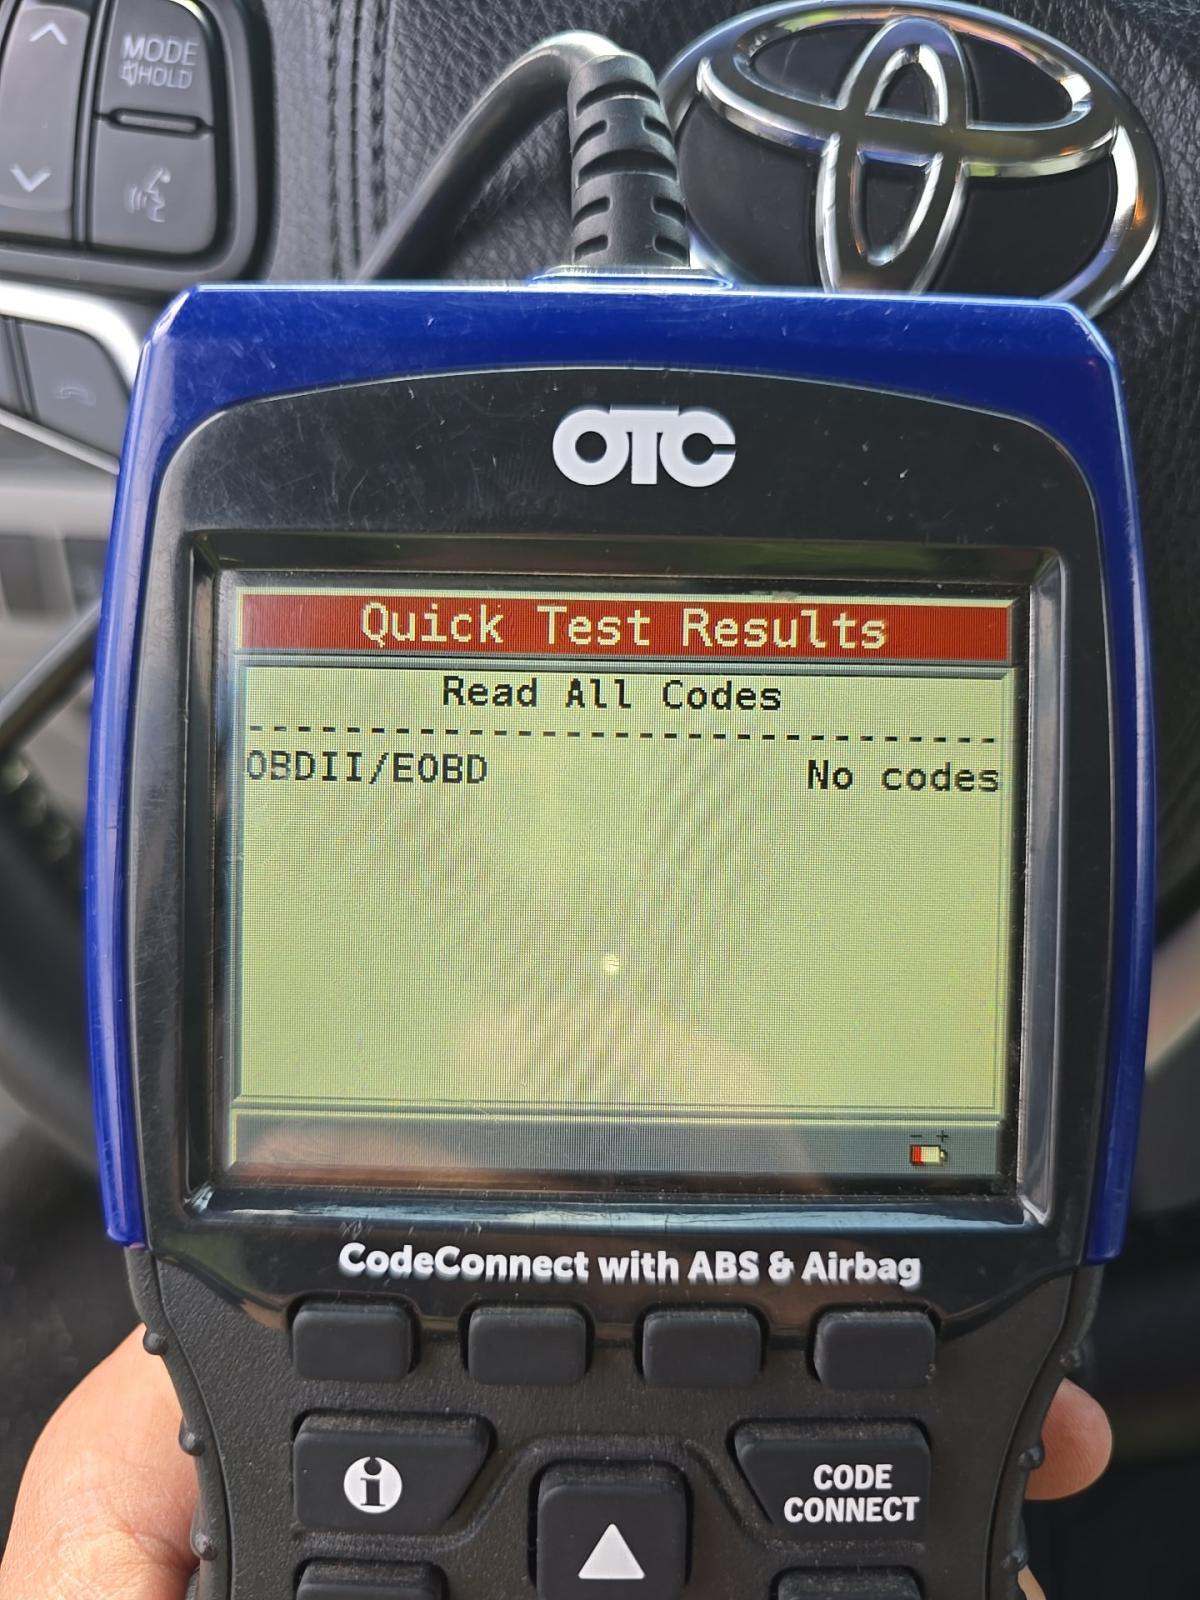 MODE
HOLD
OTC
Quick Test Results
Read All Codes
--------------------------------
OBDII/EOBD No codes
- +
CodeConnect with ABS & Airbag
i
CODE
CONNECT